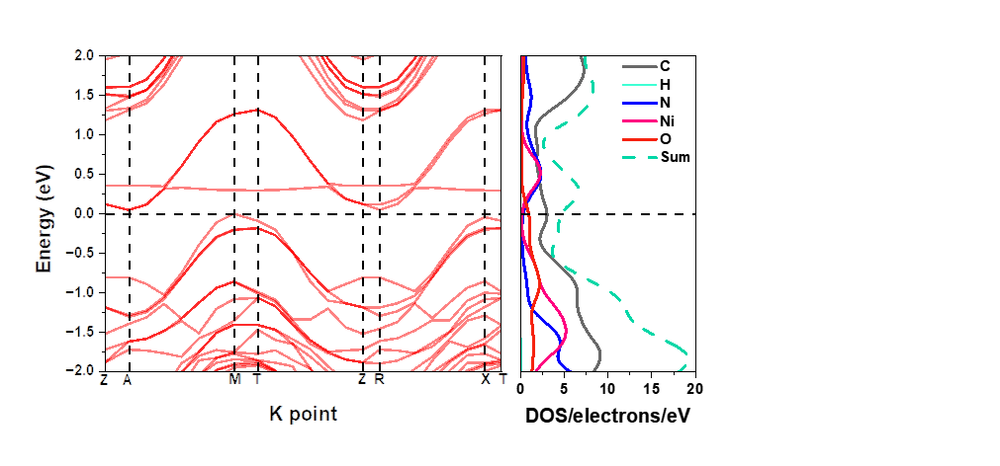 Energy (eV)
2.0
1.5
1.0
0.5
0.0
−0.5
−1.0
−1.5
−2.0
Z A M T Z R X T
K point
C
H
N
Ni
O
Sum
0 5 10 15 20
DOS/electrons/eV